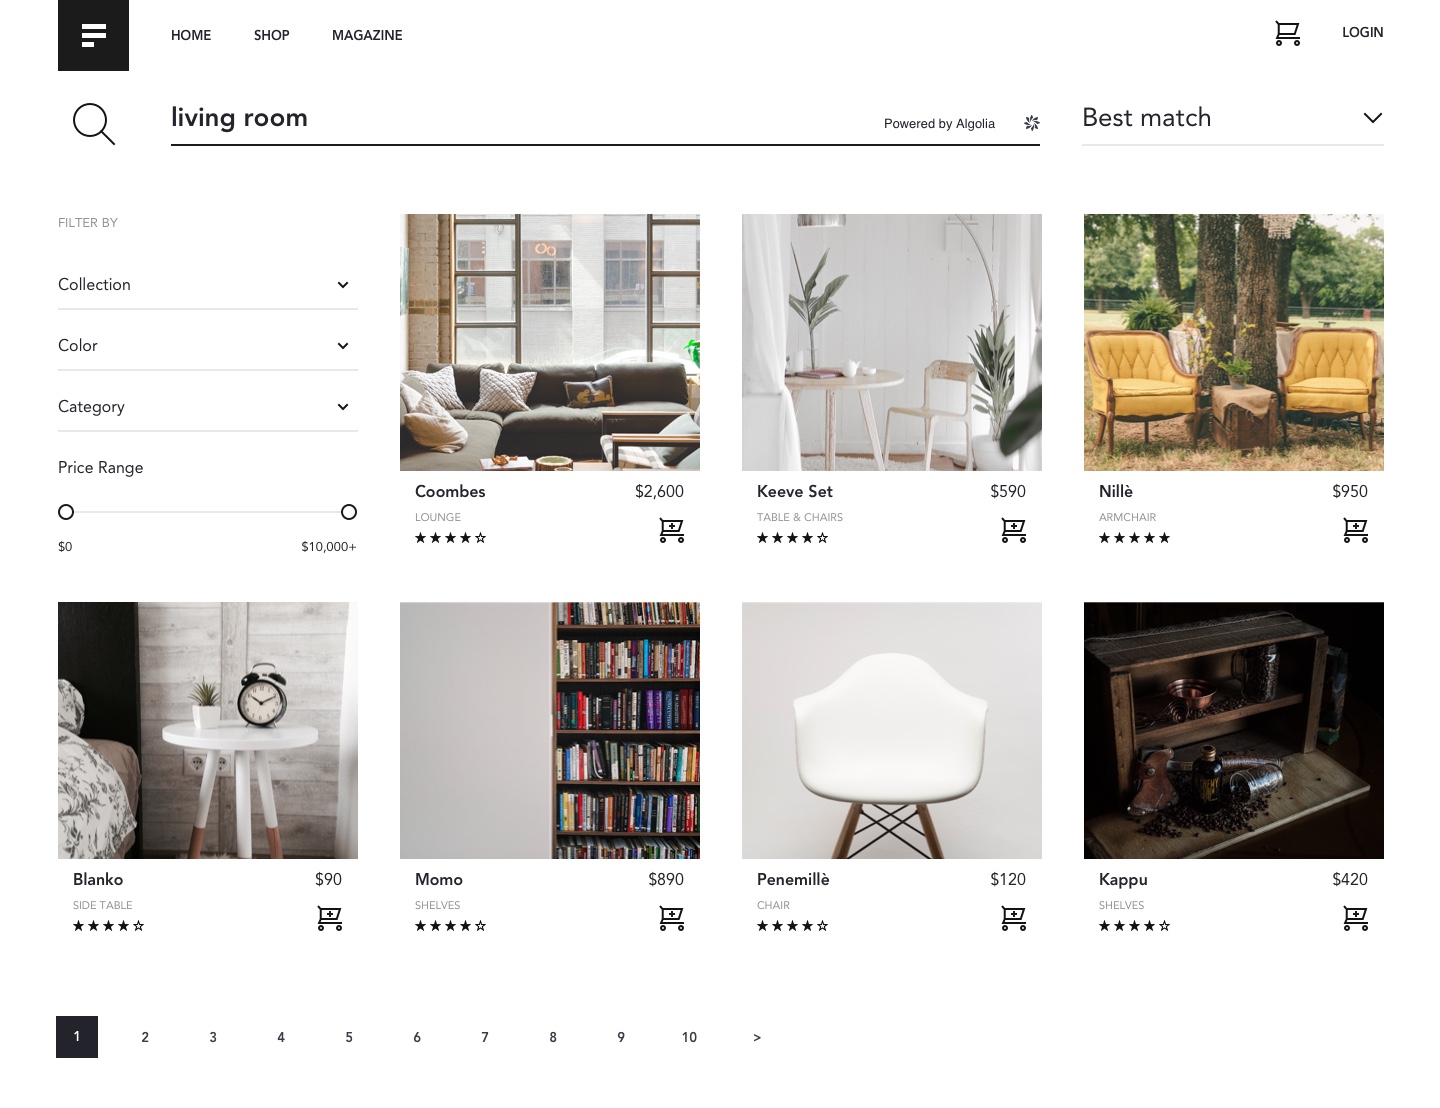 HOME
SHOP
MAGAZINE
LOGIN
living room
Powered by Algolia
Best match
FILTER BY
Collection
Color
Category
Price Range
$0
$10,000+
Coombes
$2,600
LOUNGE
Keeve Set
$590
TABLE & CHAIRS
Nillè
$950
ARMCHAIR
Blanko
$90
SIDE TABLE
Momo
$890
SHELVES
Penemillè
$120
CHAIR
Kappu
$420
SHELVES
1
2
3
4
5
6
7
8
9
10
>